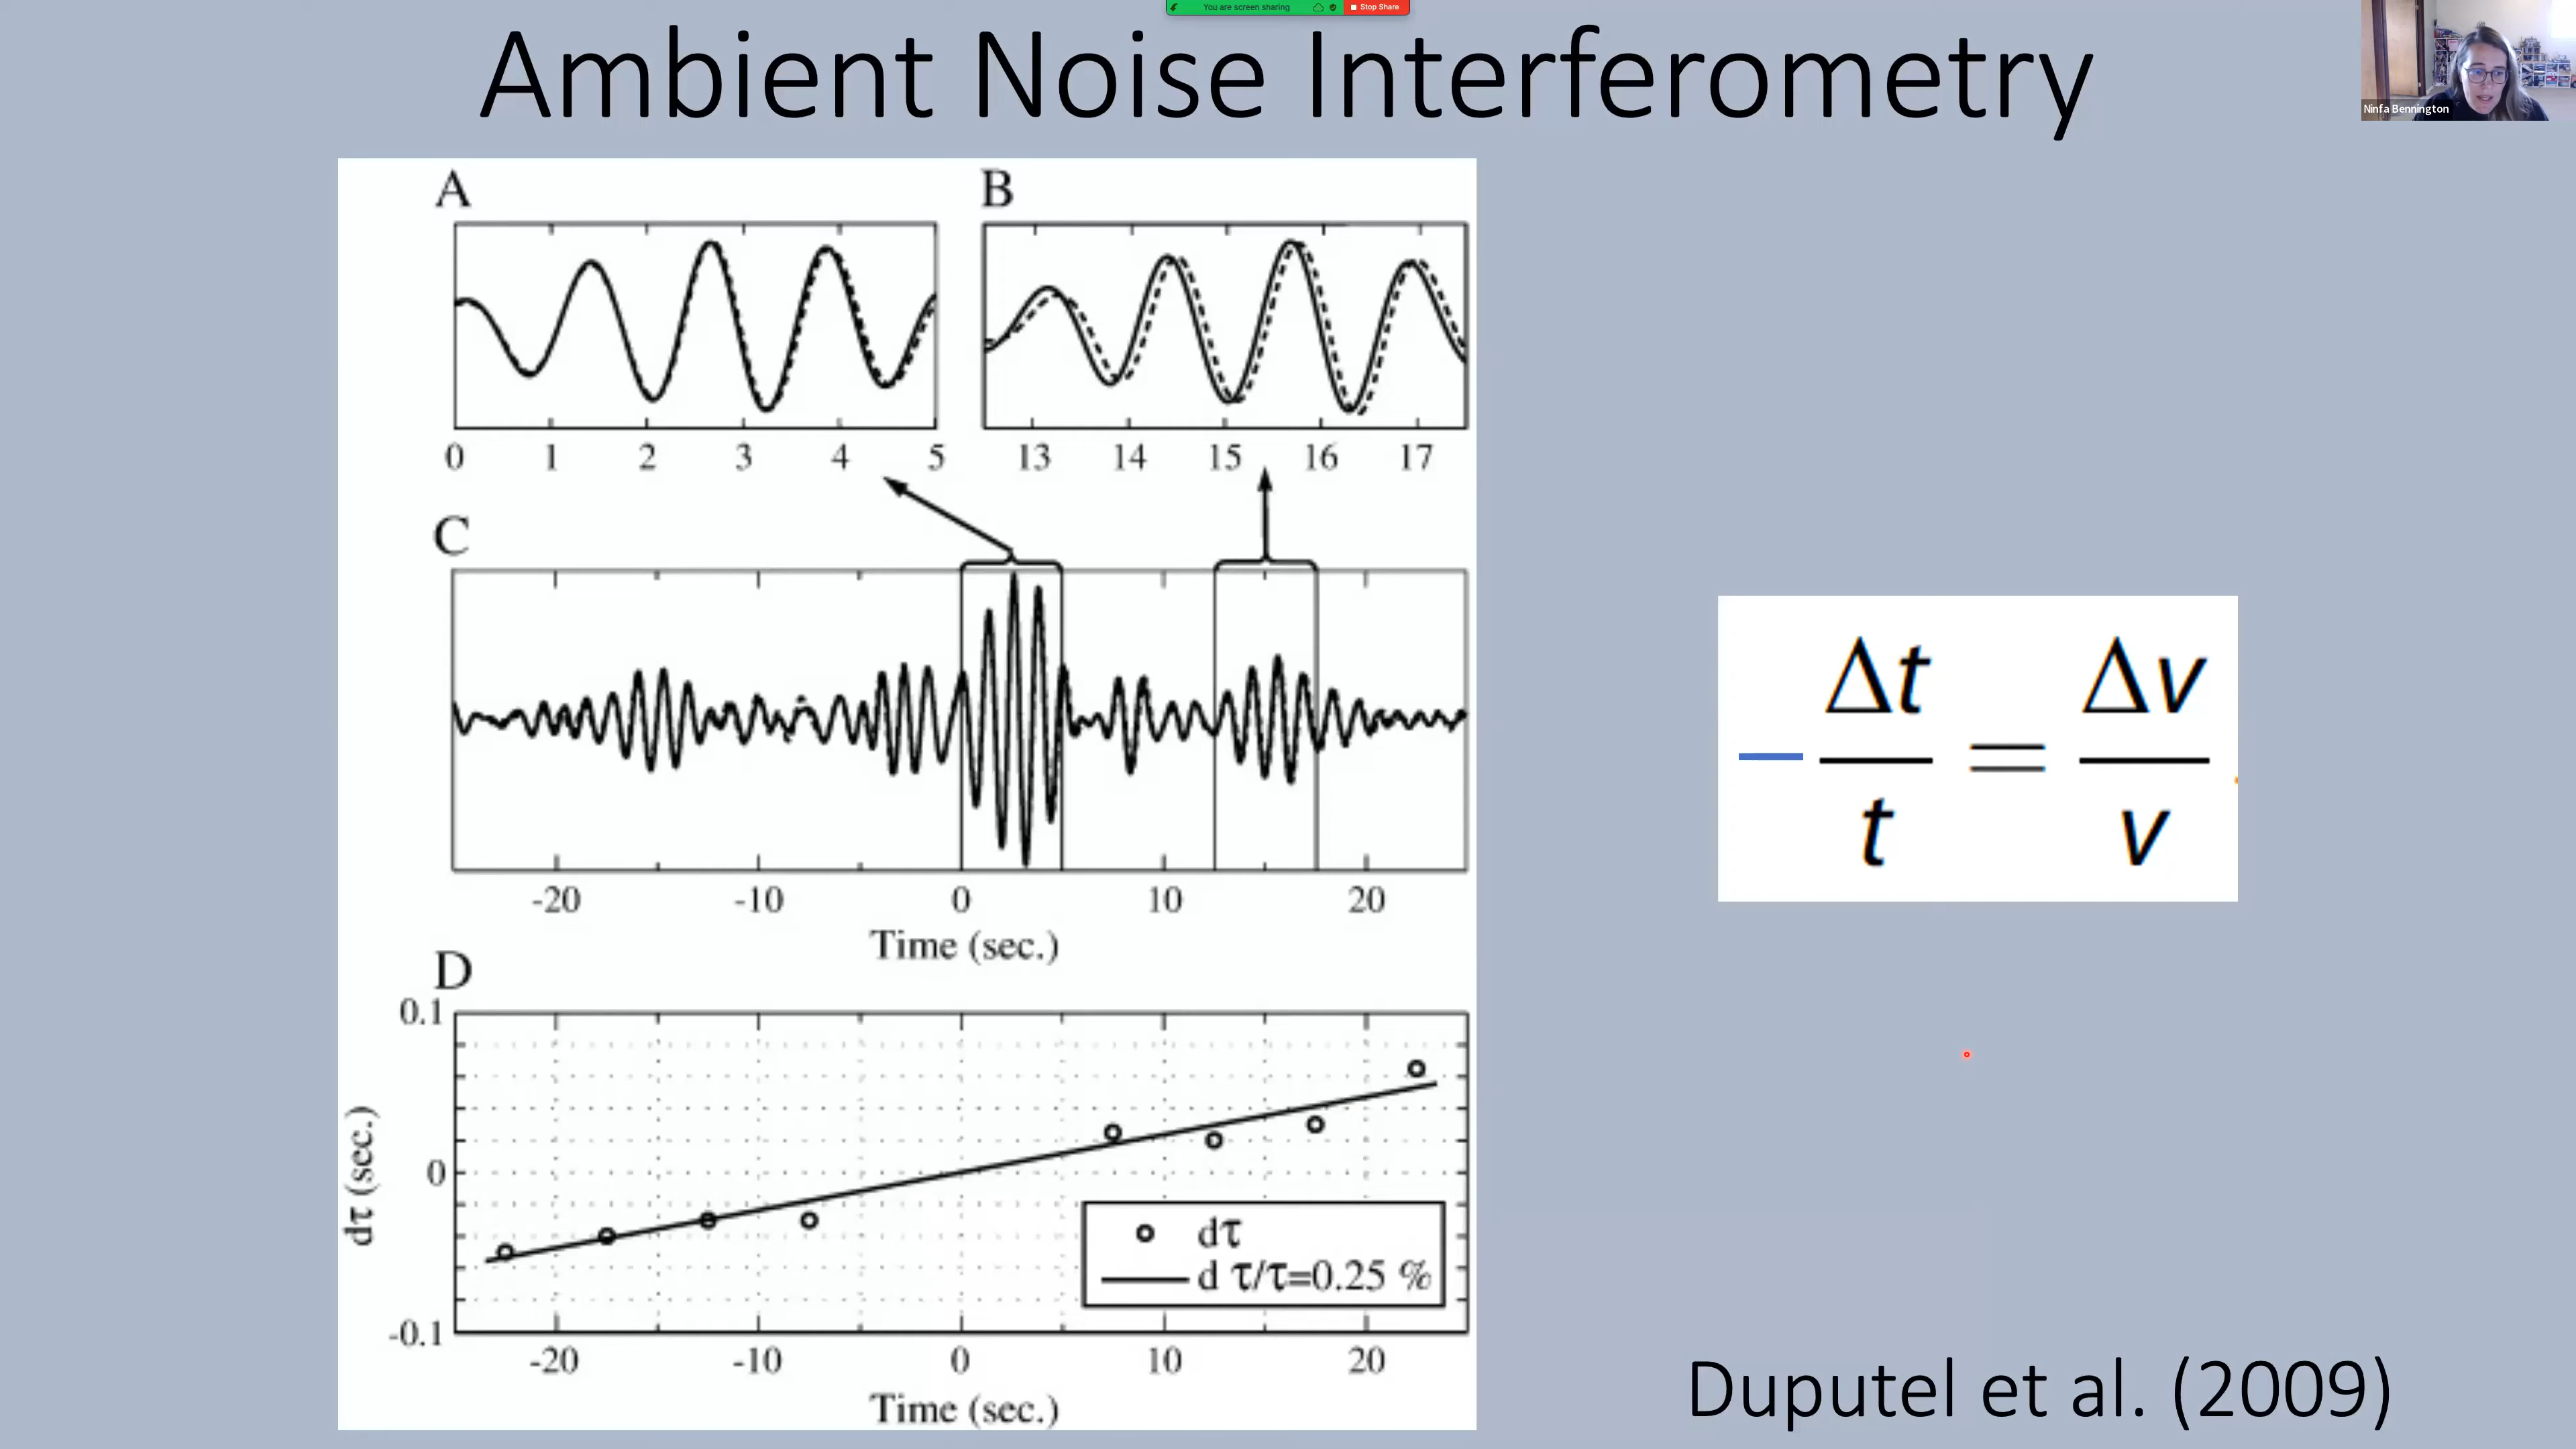 You are screen sharing
Stop Share
Ambient Noise Interferometry
Ninfa Bennington
A
B
0 1 2 3 4 5
13 14 15 16 17
C
-20 -10 0 10 20
Time (sec.)
D
0.1
0
-0.1
dτ (sec.)
dτ
d τ/τ=0.25 %
-20 -10 0 10 20
Time (sec.)
− Δt/t = Δv/v
Duputel et al. (2009)